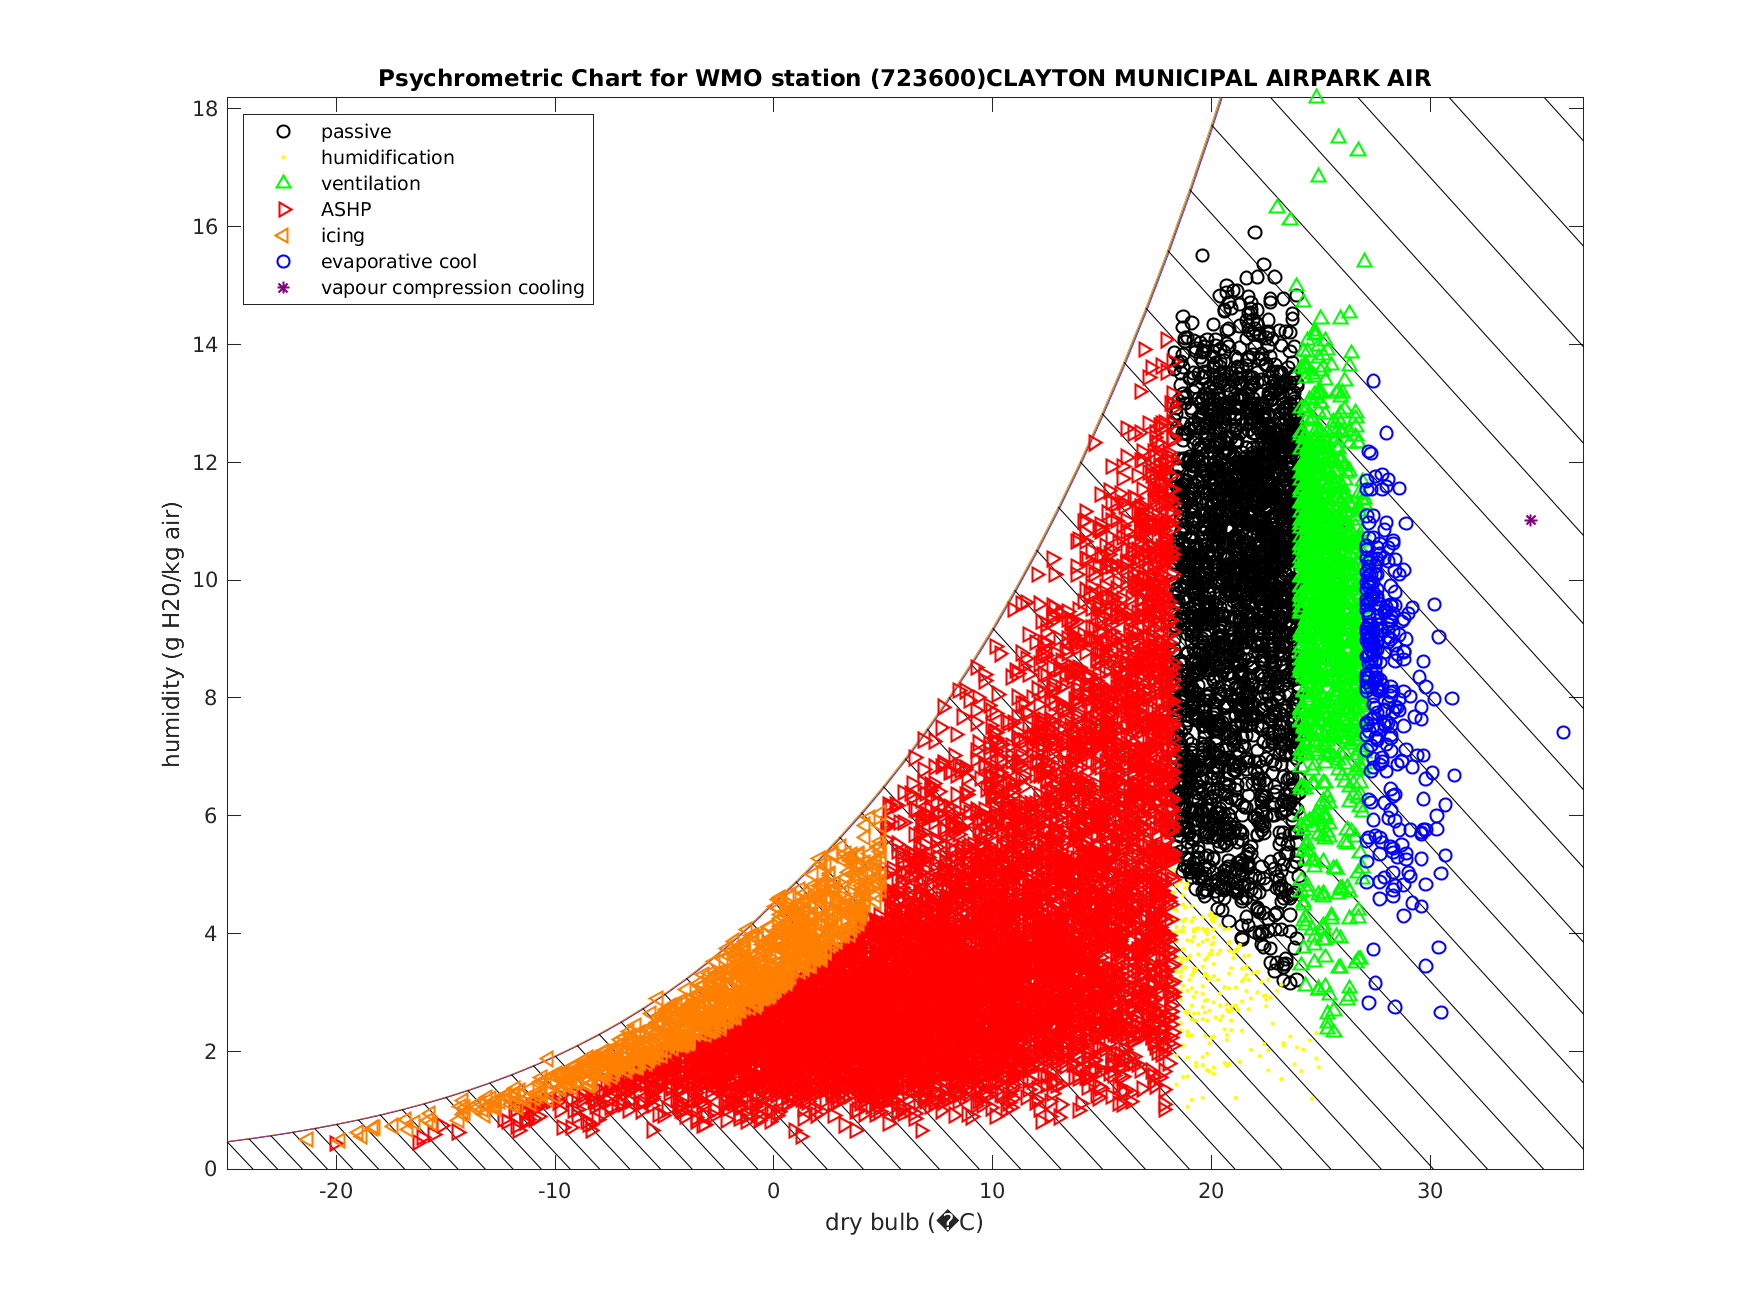 Psychrometric Chart for WMO station (723600)CLAYTON MUNICIPAL AIRPARK AIR
passive
humidification
ventilation
ASHP
icing
evaporative cool
vapour compression cooling
humidity (g H20/kg air)
18
16
14
12
10
8
6
4
2
0
-20
-10
0
10
20
30
dry bulb (�C)